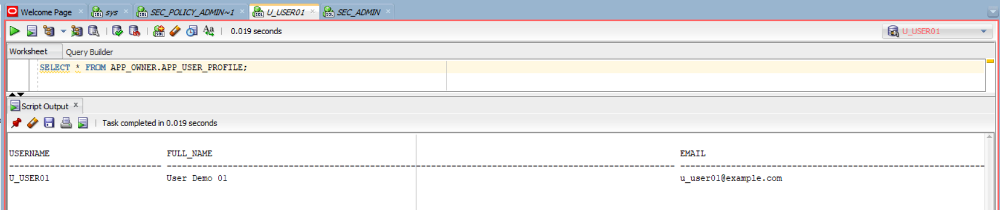 Welcome Page sys SEC_POLICY_ADMIN~1 U_USER01 SEC_ADMIN
0.019 seconds U_USER01
Worksheet Query Builder
SELECT * FROM APP_OWNER.APP_USER_PROFILE;
Script Output x
Task completed in 0.019 seconds
USERNAME FULL_NAME EMAIL
U_USER01 User Demo 01 u_user01@example.com